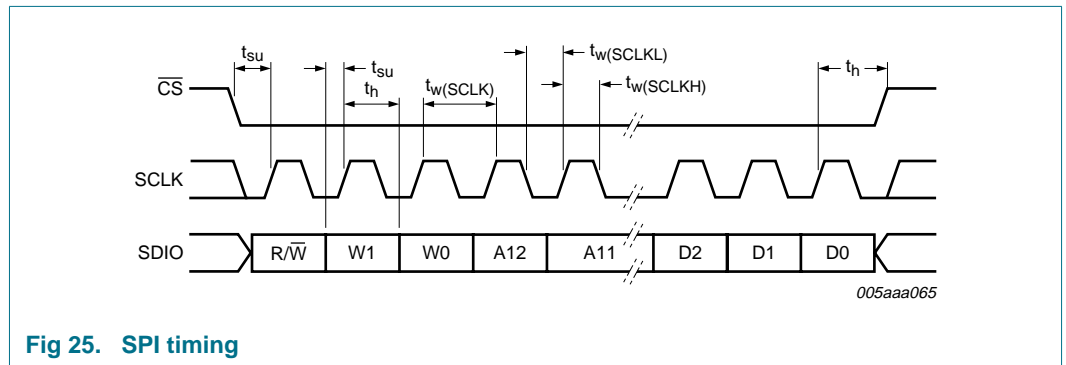 tsu
tsu
th
tw(SCLK)
tw(SCLKL)
tw(SCLKH)
th
CS
SCLK
SDIO
R/W W1 W0 A12 A11 D2 D1 D0
005aaa065
Fig 25. SPI timing